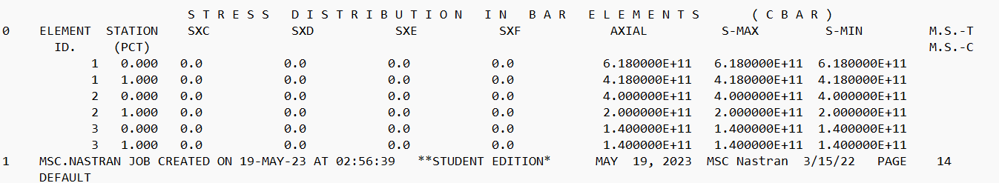 S T R E S S   D I S T R I B U T I O N   I N   B A R   E L E M E N T S       ( C B A R )
0    ELEMENT  STATION    SXC           SXD           SXE           SXF            AXIAL          S-MAX         S-MIN         M.S.-T
ID.     (PCT)                                                                                                       M.S.-C
1   0.000   0.0           0.0           0.0           0.0            6.180000E+11   6.180000E+11  6.180000E+11
1   1.000   0.0           0.0           0.0           0.0            4.180000E+11   4.180000E+11  4.180000E+11
2   0.000   0.0           0.0           0.0           0.0            4.000000E+11   4.000000E+11  4.000000E+11
2   1.000   0.0           0.0           0.0           0.0            2.000000E+11   2.000000E+11  2.000000E+11
3   0.000   0.0           0.0           0.0           0.0            1.400000E+11   1.400000E+11  1.400000E+11
3   1.000   0.0           0.0           0.0           0.0            1.400000E+11   1.400000E+11  1.400000E+11
1    MSC.NASTRAN JOB CREATED ON 19-MAY-23 AT 02:56:39   **STUDENT EDITION*      MAY  19, 2023  MSC Nastran  3/15/22   PAGE    14
DEFAULT